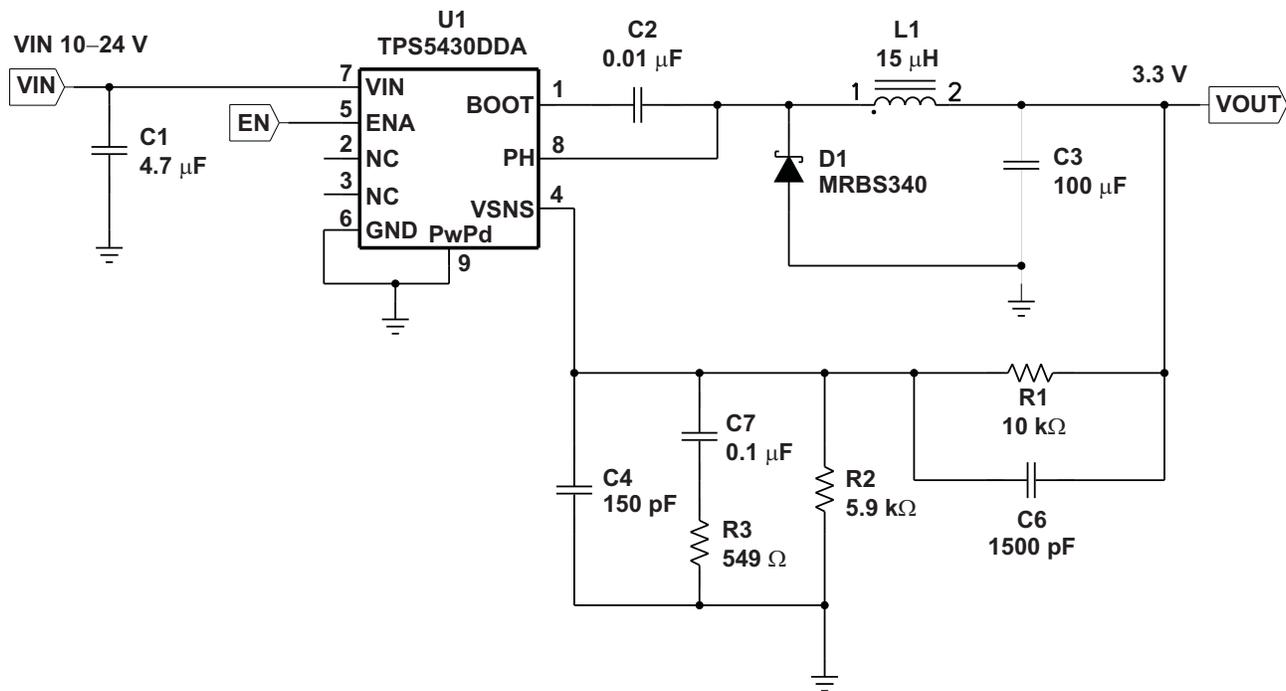 U1
TPS5430DDA
VIN 10–24 V
VIN
EN
C1
4.7 μF
7
5
2
3
6
VIN
ENA
NC
NC
GND
BOOT
PH
VSNS
PwPd
1
8
4
9
C2
0.01 μF
L1
15 μH
1
2
3.3 V
VOUT
D1
MRBS340
C3
100 μF
R1
10 kΩ
C7
0.1 μF
C4
150 pF
R2
5.9 kΩ
R3
549 Ω
C6
1500 pF